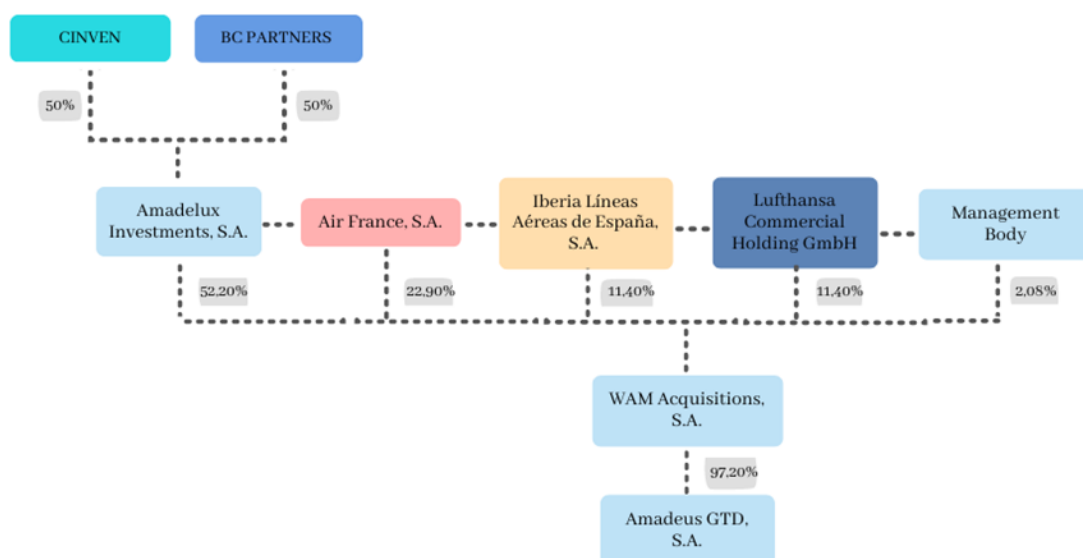 CINVEN
BC PARTNERS
50%
50%
Amadelux
Investments, S.A.
Air France, S.A.
Iberia Líneas
Aéreas de España,
S.A.
Lufthansa
Commercial
Holding GmbH
Management
Body
52,20%
22,90%
11,40%
11,40%
2,08%
WAM Acquisitions,
S.A.
97,20%
Amadeus GTD,
S.A.